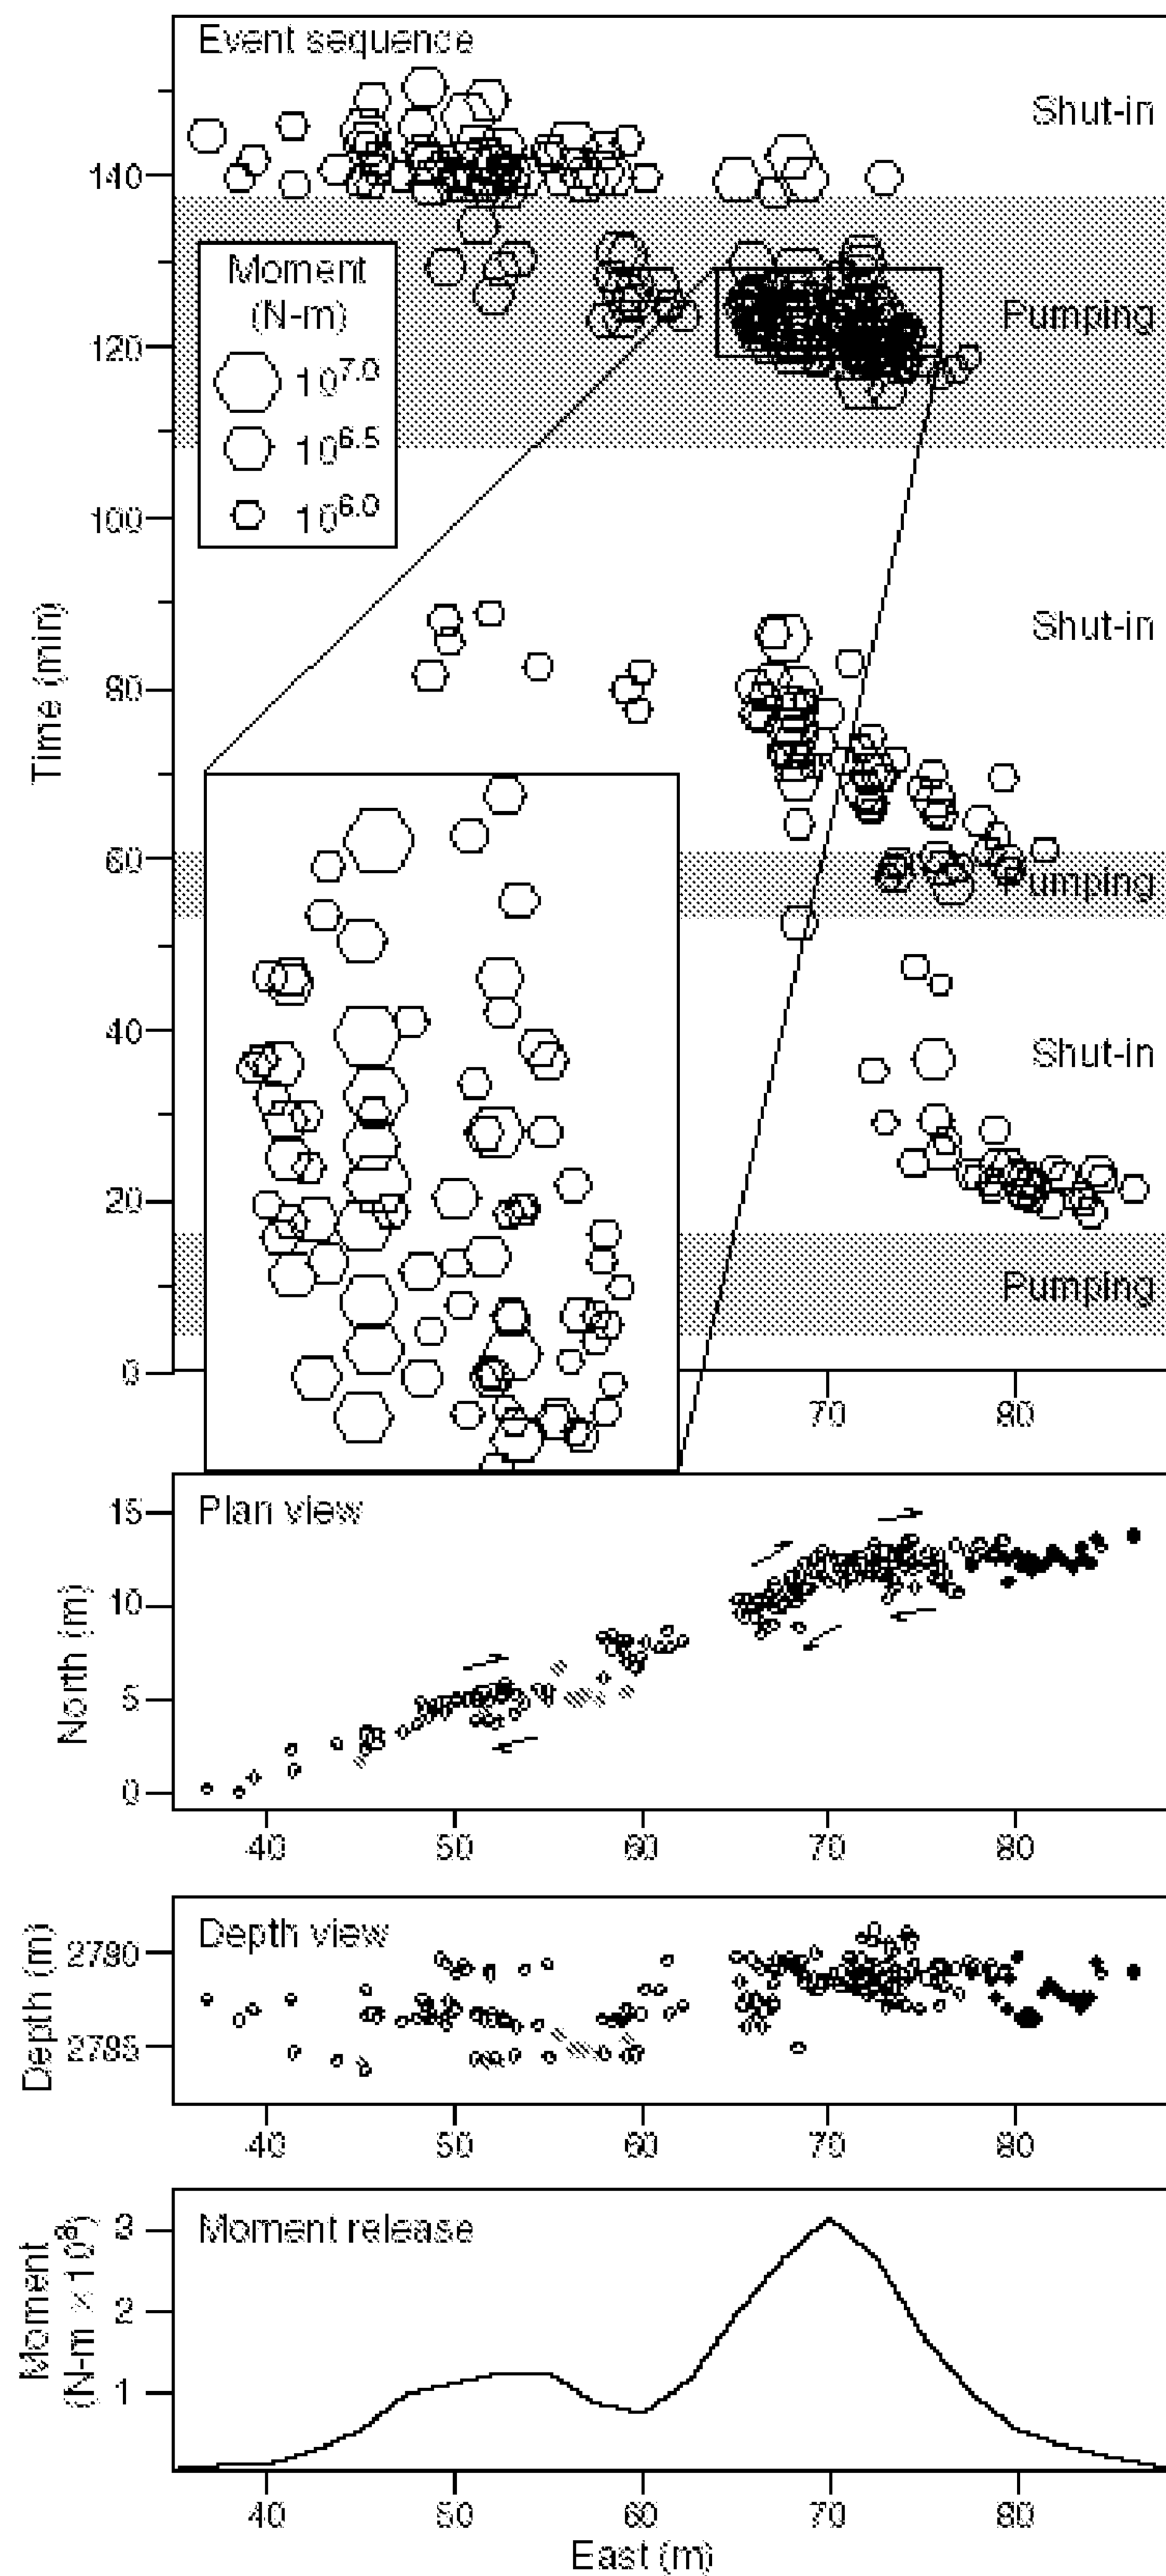 Event sequence
Shut-in
140
Moment
(N-m)
Pumping
10^7.0
120
10^6.5
100
10^6.0
Shut-in
Time (min)
80
60
Pumping
40
Shut-in
20
Pumping
0
70 80
Plan view
15
10
North (m)
5
0
40 50 60 70 80
Depth view
2780
Depth (m)
2785
40 50 60 70 80
Moment release
3
Moment
(N-m × 10^8)
2
1
40 50 60 70 80
East (m)